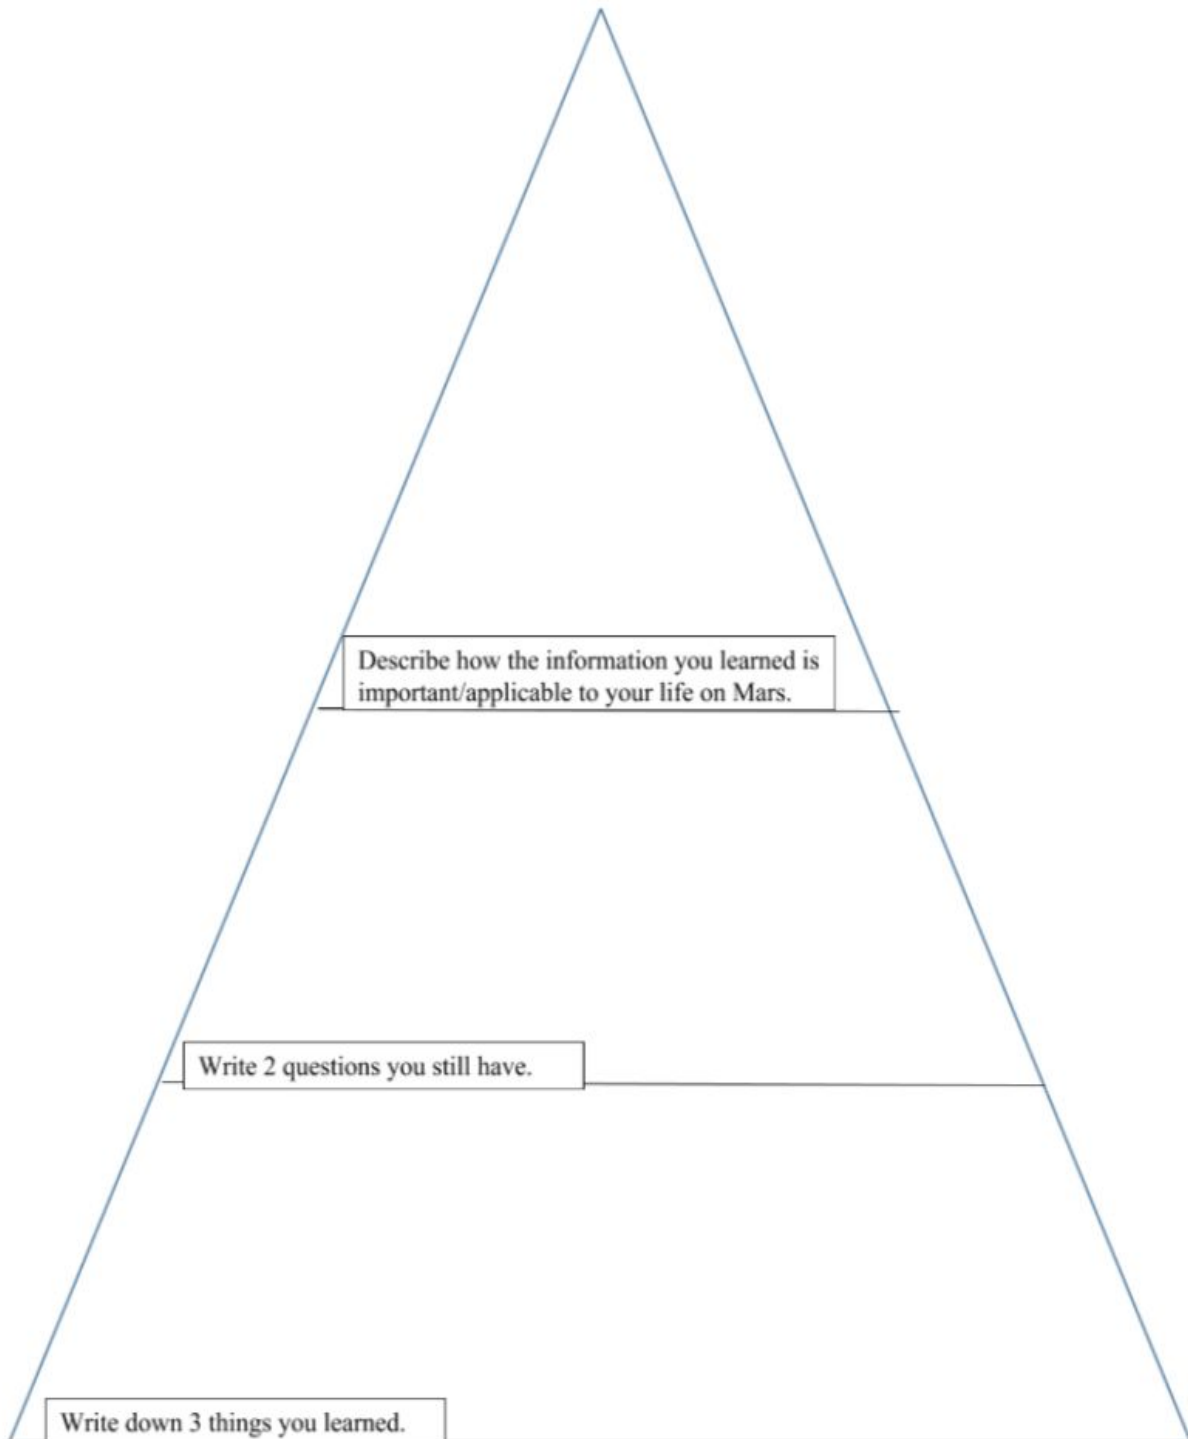 Describe how the information you learned is
important/applicable to your life on Mars.
Write 2 questions you still have.
Write down 3 things you learned.